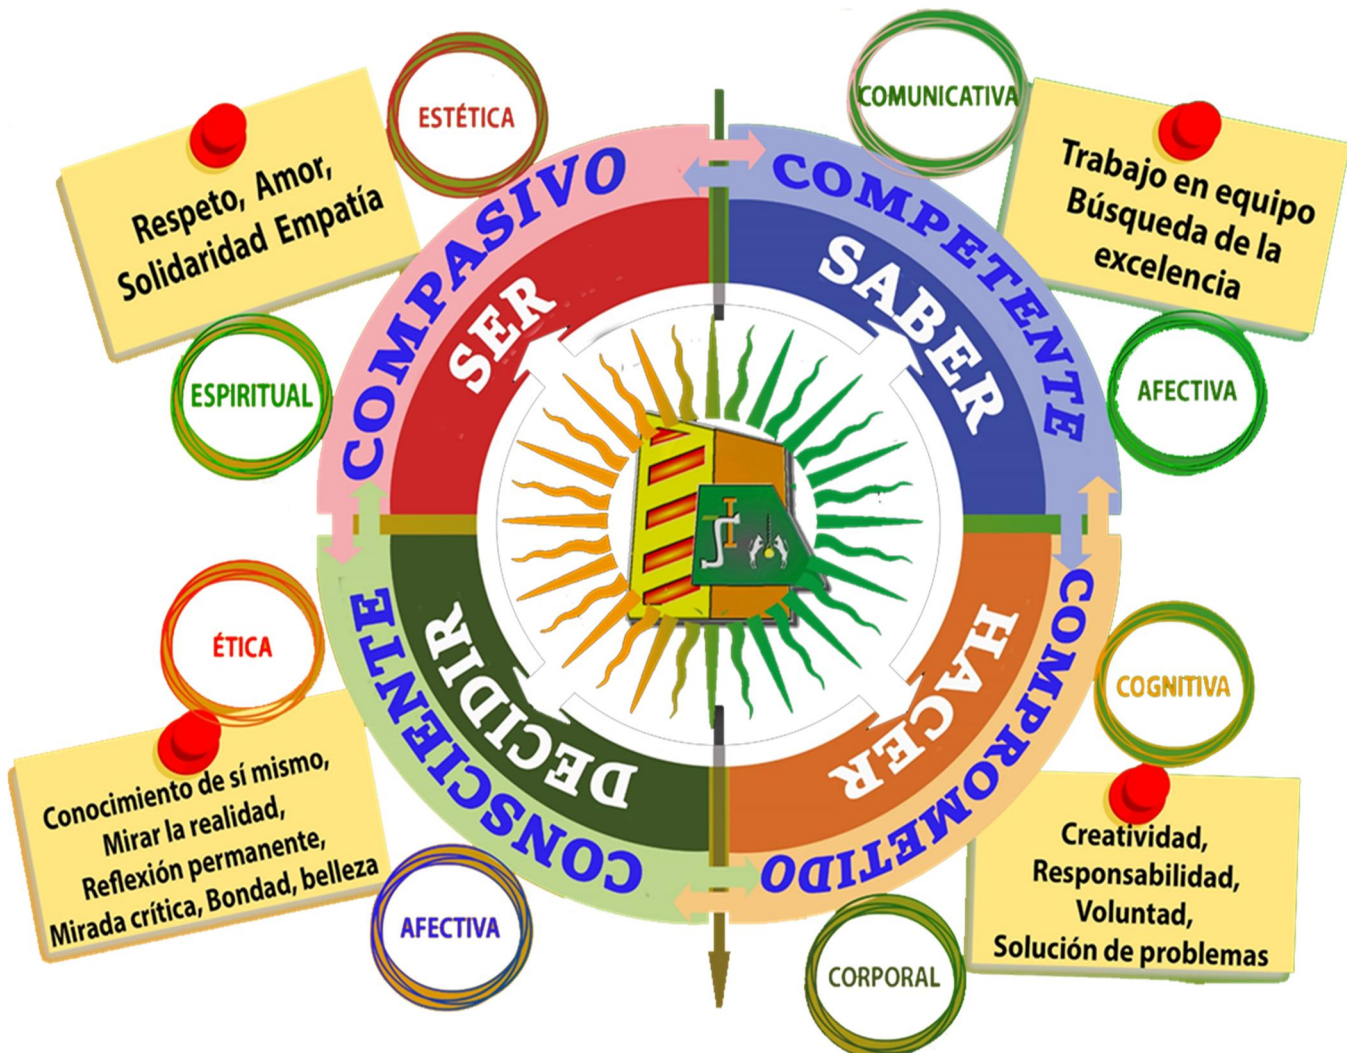 ESTÉTICA
COMUNICATIVA
Respeto, Amor,
Solidaridad Empatía
Trabajo en equipo
Búsqueda de la
excelencia
COMPASIVO
COMPETENTE
SER
SABER
ESPIRITUAL
AFECTIVA
ÉTICA
COGNITIVA
DECIDIR
HACER
CONSCIENTE
COMPROMETIDO
Conocimiento de sí mismo,
Mirar la realidad,
Reflexión permanente,
Mirada crítica, Bondad, belleza
Creatividad,
Responsabilidad,
Voluntad,
Solución de problemas
AFECTIVA
CORPORAL